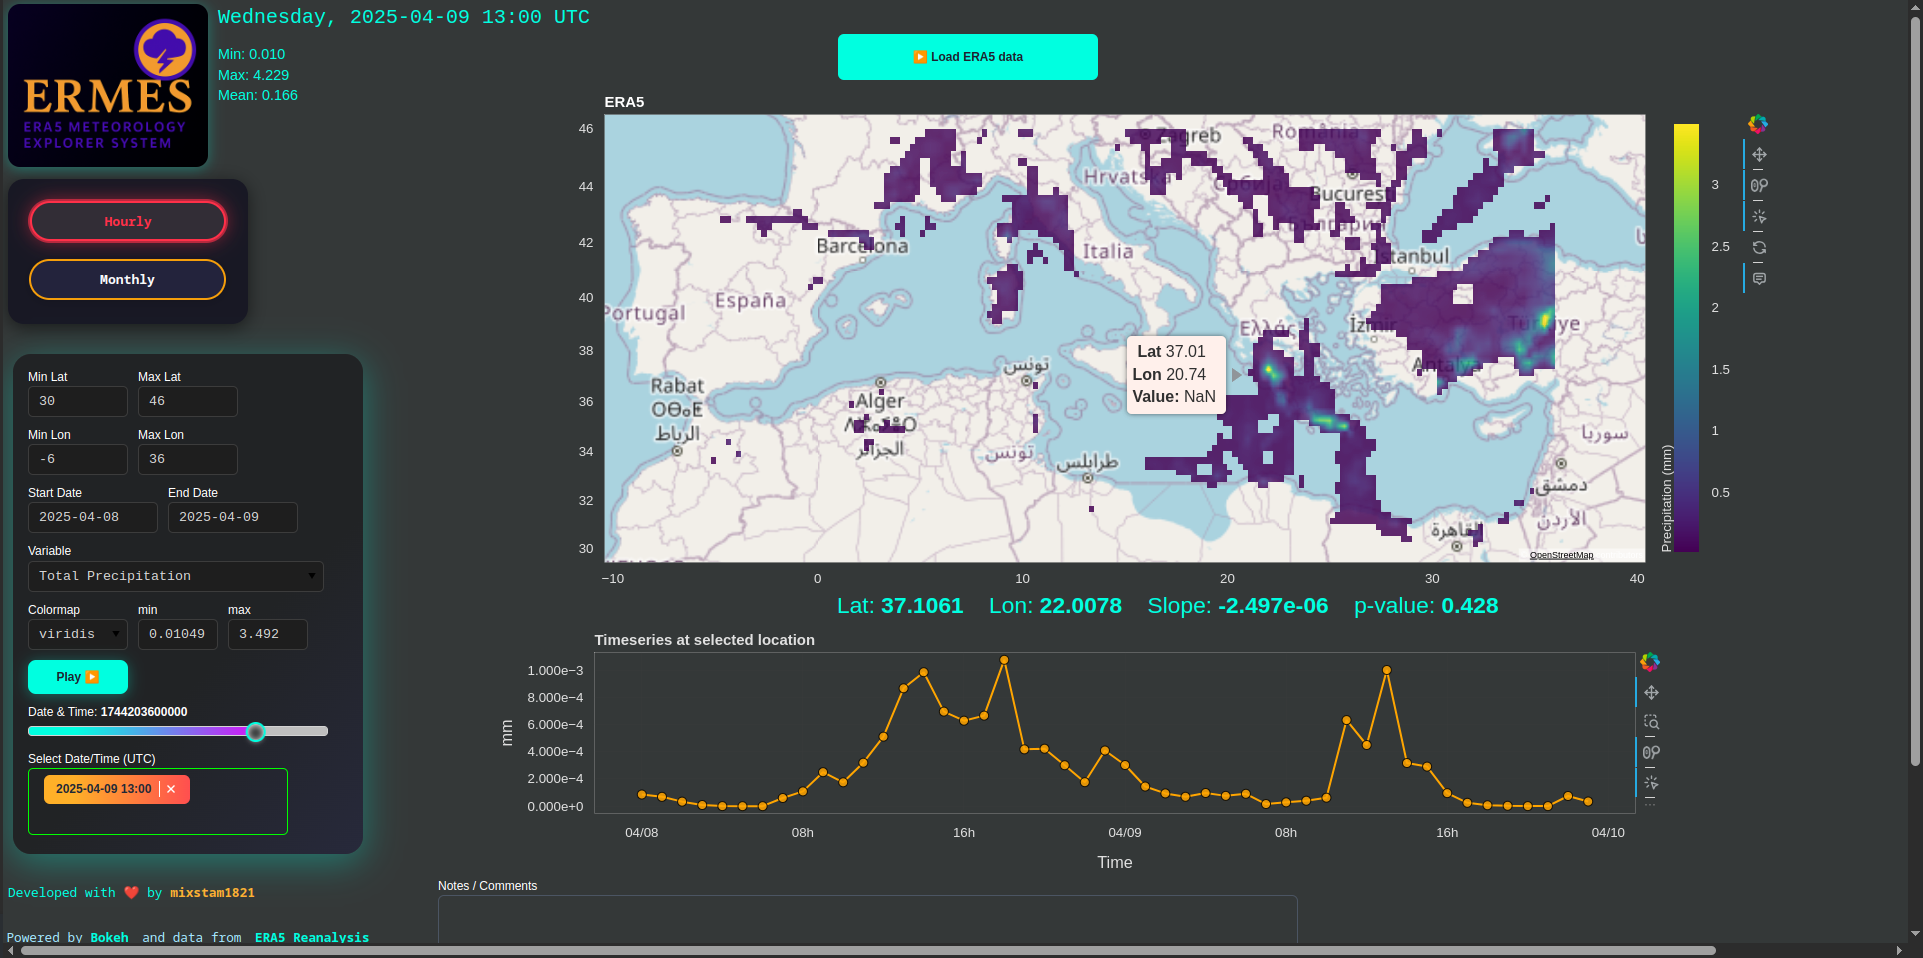 Wednesday, 2025-04-09 13:00 UTC
Min: 0.010
Max: 4.229
Mean: 0.166
ERMES
ERA5 METEOROLOGY
EXPLORER SYSTEM
Hourly
Monthly
Min Lat
Max Lat
30
46
Min Lon
Max Lon
-6
36
Start Date
End Date
2025-04-08
2025-04-09
Variable
Total Precipitation
Colormap
min
max
viridis
0.01049
3.492
Play ▶️
Date & Time: 1744203600000
Select Date/Time (UTC)
2025-04-09 13:00 ×
Developed with ❤️ by mixstam1821
Powered by Bokeh and data from ERA5 Reanalysis
▶️ Load ERA5 data
ERA5
46
44
42
40
38
36
34
32
30
−10
0
10
20
30
40
Zagreb
România
Hrvatska
Србија
București
Barcelona
Italia
İstanbul
España
Portugal
Ελλάς
İzmir
Türkiye
Antalya
تونس
Rabat
ⵔⴱⴰⵟ
الرباط
Alger
الجزائر
تونس
طرابلس
سوريا
دمشق
الأردن
القاهرة
Lat 37.01
Lon 20.74
Value: NaN
OpenStreetMap
3
2.5
2
1.5
1
0.5
Precipitation (mm)
Lat: 37.1061 Lon: 22.0078 Slope: -2.497e-06 p-value: 0.428
Timeseries at selected location
1.000e−3
8.000e−4
6.000e−4
4.000e−4
2.000e−4
0.000e+0
mm
04/08
08h
16h
04/09
08h
16h
04/10
Time
Notes / Comments